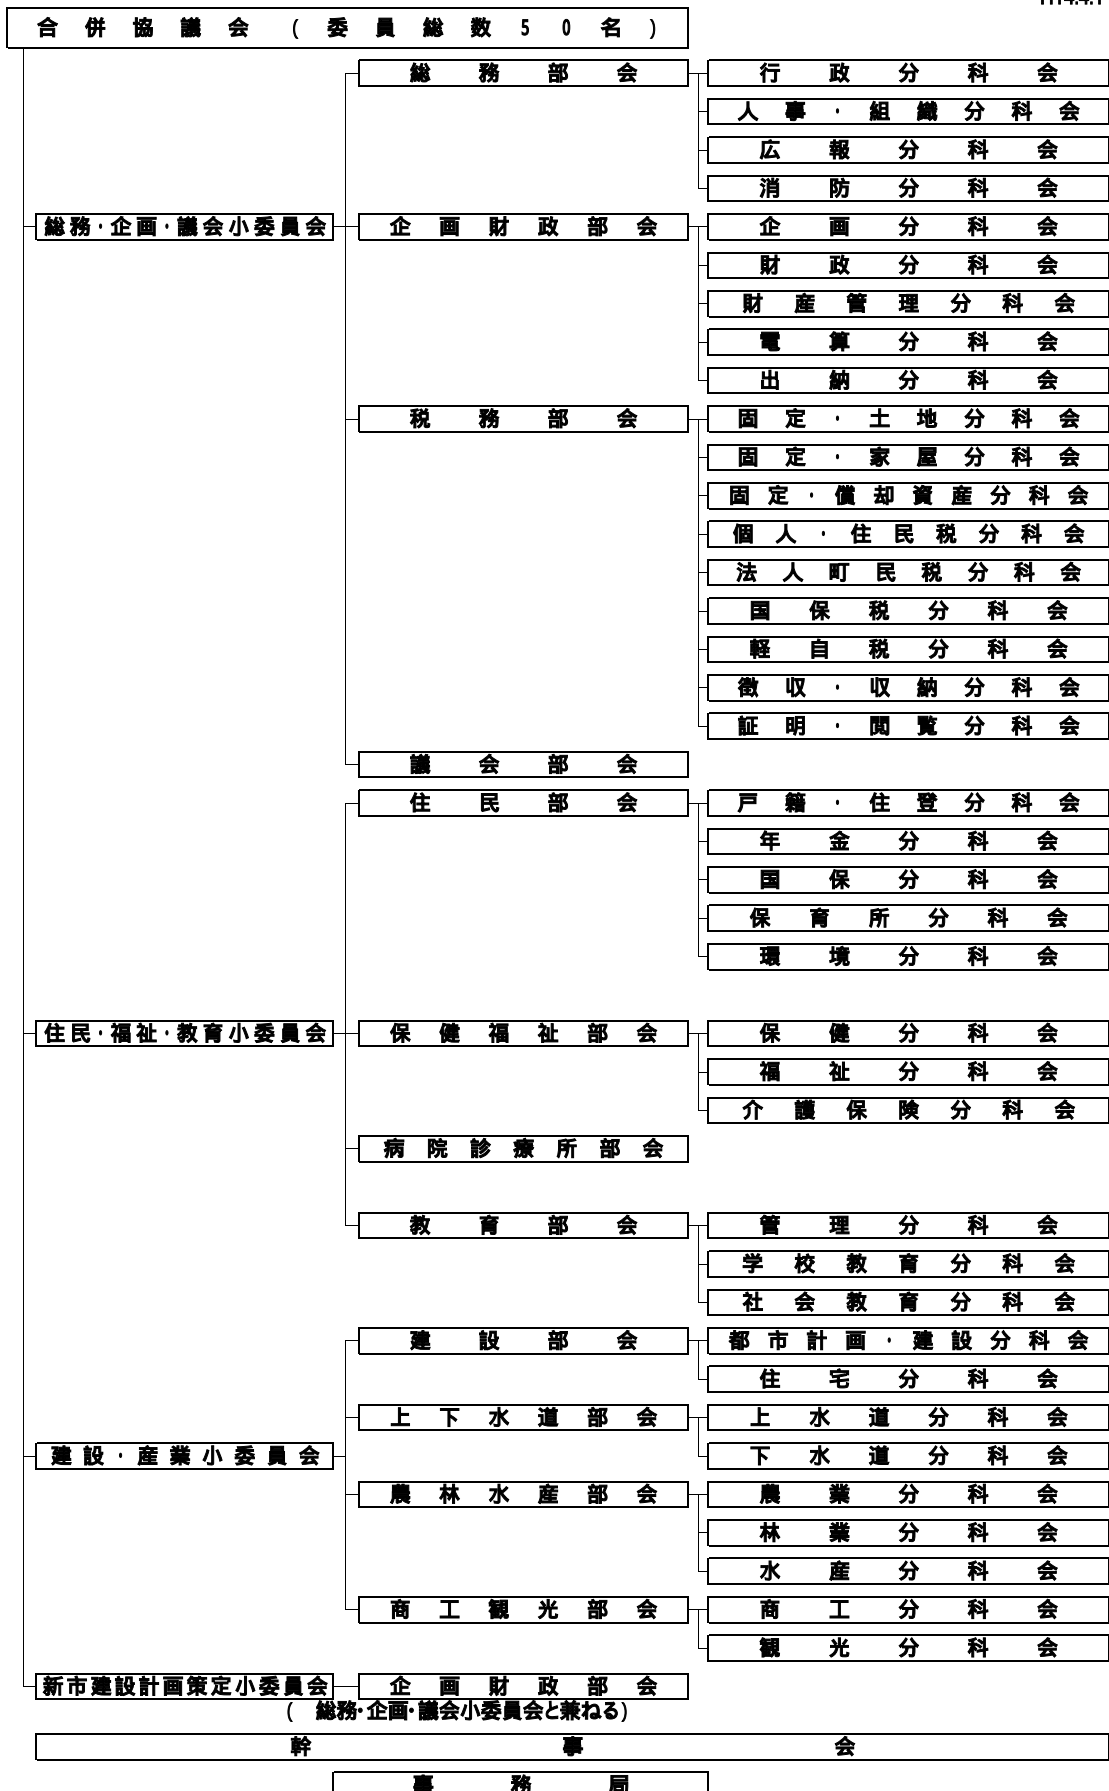 合併協議会(委員総数50名)
総務部会 行政分科会
人事・組織分科会
広報分科会
消防分科会
総務・企画・議会小委員会 企画財政部会 企画分科会
財政分科会
財産管理分科会
電算分科会
出納分科会
税務部会 固定・土地分科会
固定・家屋分科会
固定・償却資産分科会
個人・住民税分科会
法人町民税分科会
国保税分科会
軽自税分科会
徴収・収納分科会
証明・閲覧分科会
議会部会
住民部会 戸籍・住登分科会
年金分科会
国保分科会
保育所分科会
環境分科会
住民・福祉・教育小委員会 保健福祉部会 保健分科会
福祉分科会
介護保険分科会
病院診療所部会
教育部会 管理分科会
学校教育分科会
社会教育分科会
建設部会 都市計画・建設分科会
住宅分科会
上下水道部会 上水道分科会
建設・産業小委員会 下水道分科会
農林水産部会 農業分科会
林業分科会
水産分科会
商工観光部会 商工分科会
観光分科会
新市建設計画策定小委員会 企画財政部会
( 総務・企画・議会小委員会と兼ねる)
幹事会
事務局